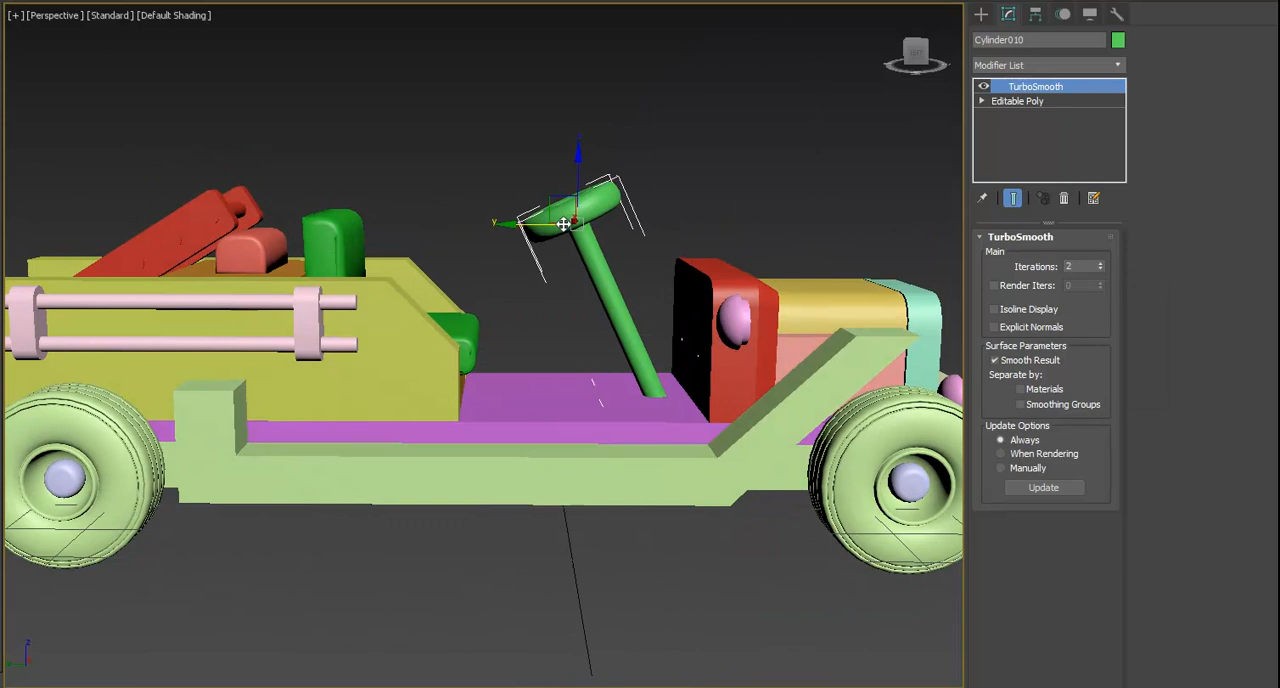 [+] [Perspective] [Standard] [Default Shading]
Cylinder010
Modifier List
TurboSmooth
Editable Poly
TurboSmooth
Main
Iterations: 2
Render Iters: 0
Isoline Display
Explicit Normals
Surface Parameters
Smooth Result
Separate by:
Materials
Smoothing Groups
Update Options
Always
When Rendering
Manually
Update
y
z